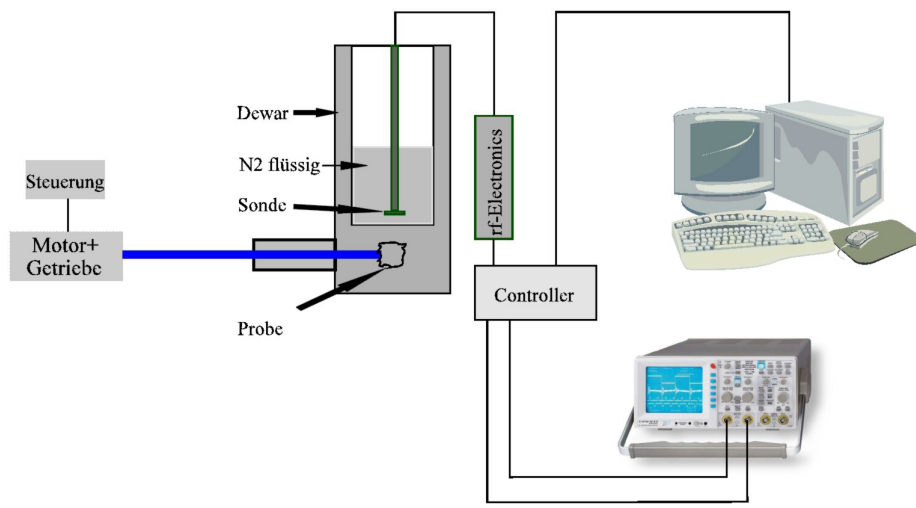 Dewar
N2 flüssig
Sonde
Steuerung
Motor+
Getriebe
Probe
rf-Electronics
Controller